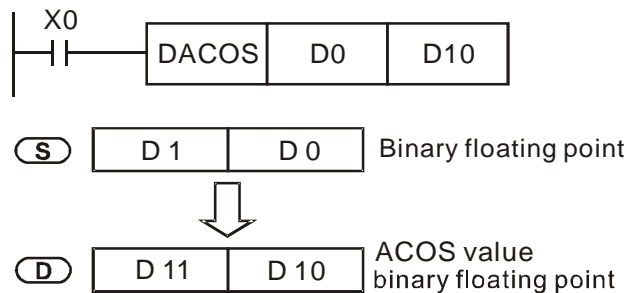 X0
DACOS D0 D10
S D 1 D 0 Binary floating point
D D 11 D 10 ACOS value
binary floating point